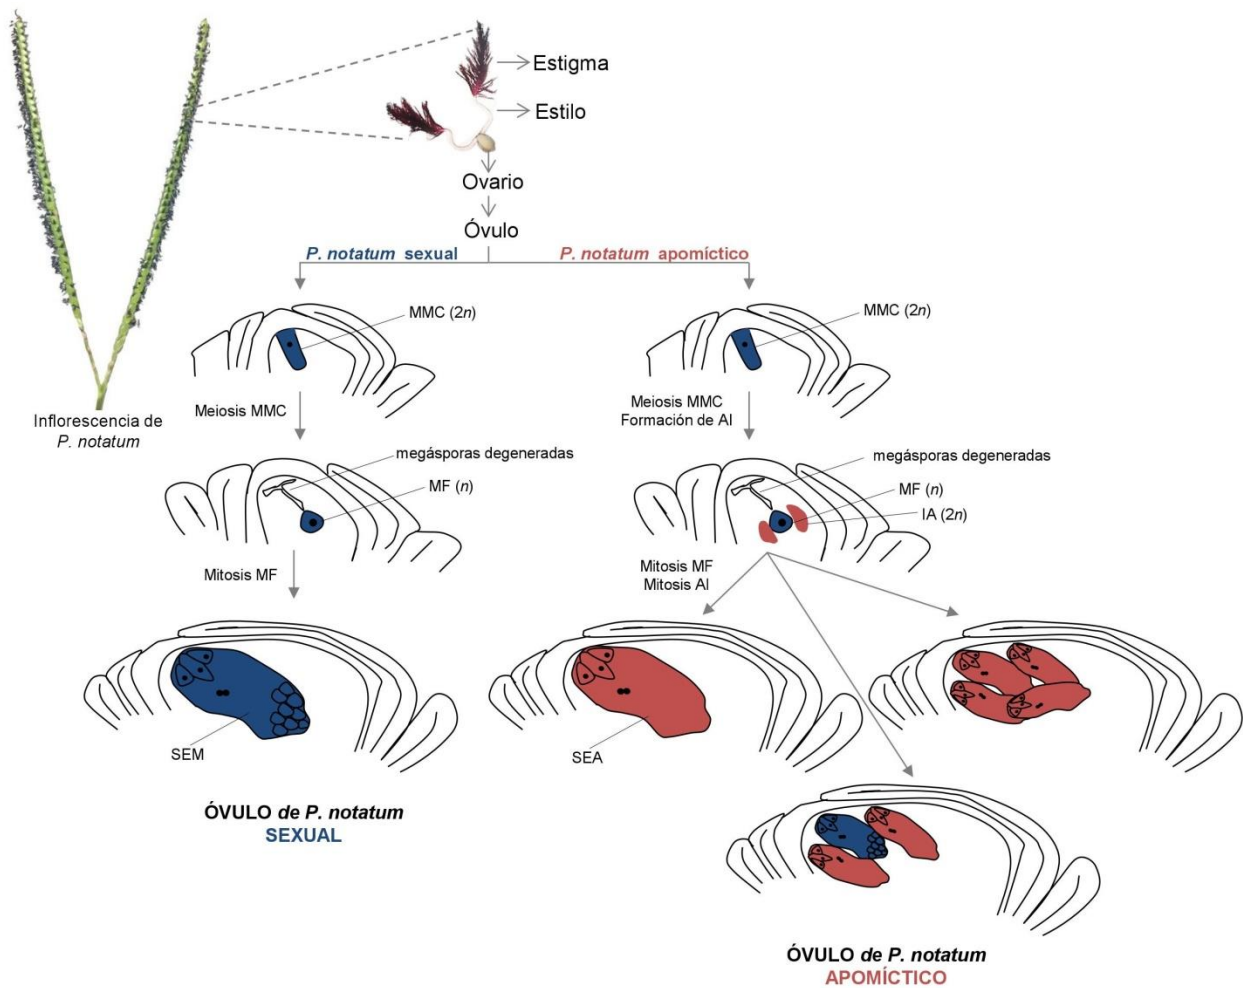 Estigma
Estilo
Ovario
Óvulo
P. notatum sexual
P. notatum apomíctico
MMC (2n)
MMC (2n)
Inflorescencia de
P. notatum
Meiosis MMC
Meiosis MMC
Formación de AI
megásporas degeneradas
MF (n)
megásporas degeneradas
MF (n)
IA (2n)
Mitosis MF
Mitosis MF
Mitosis AI
SEM
SEA
ÓVULO de P. notatum
SEXUAL
ÓVULO de P. notatum
APOMÍCTICO